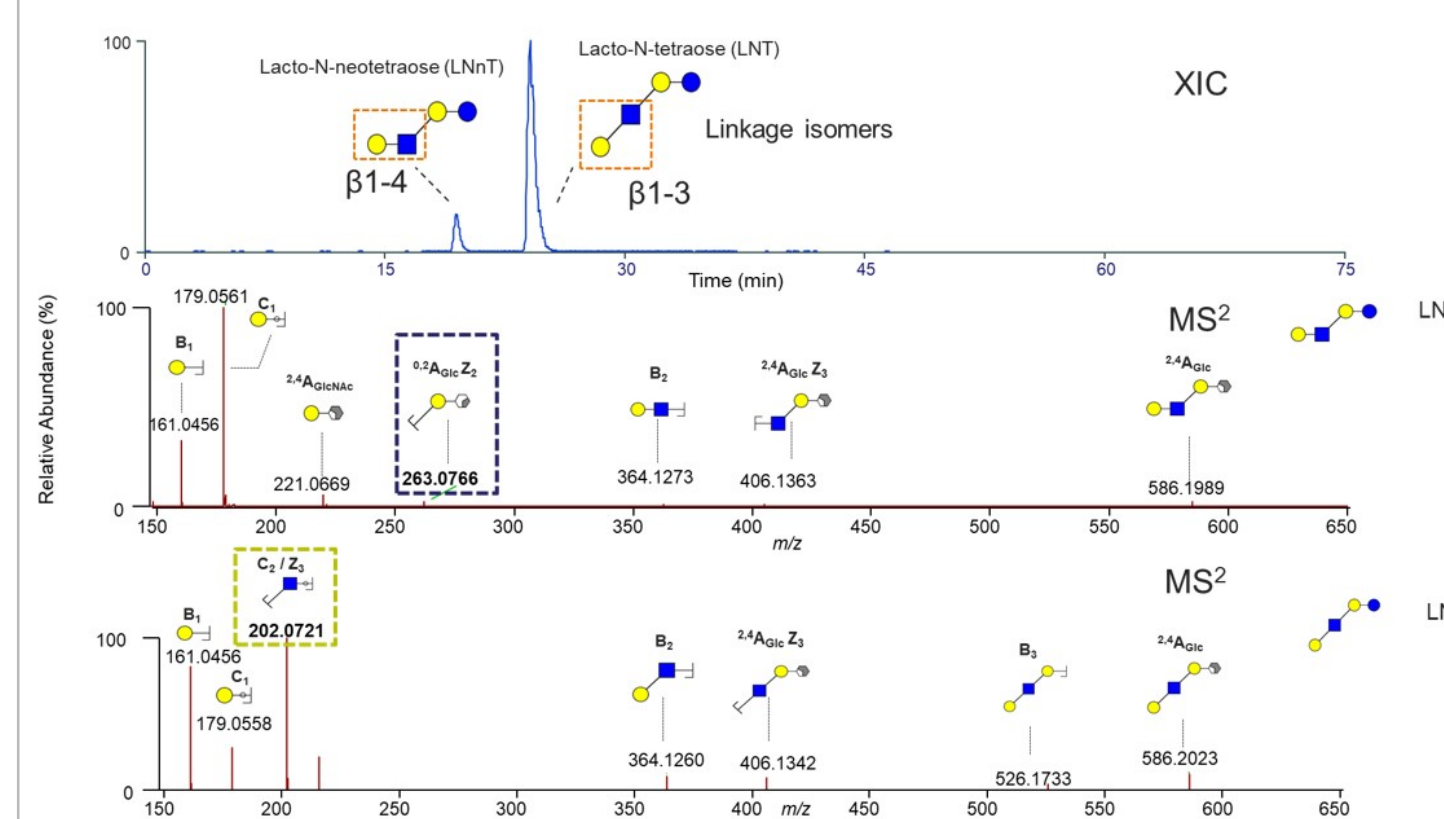 100
Lacto-N-neotetraose (LNnT)
Lacto-N-tetraose (LNT)
XIC
Linkage isomers
β1-4
β1-3
0
0 15 30 45 60 75
Time (min)
Relative Abundance (%)
100
179.0561
C1
B1
161.0456
2,4AGlcNAc
221.0669
0,2AGlc Z2
263.0766
B2
364.1273
2,4AGlc Z3
406.1363
MS2
2,4AGlc
586.1989
LN
0
150 200 250 300 350 400 450 500 550 600 650
m/z
C2 / Z3
202.0721
MS2
B1
100
161.0456
C1
179.0558
B2
364.1260
2,4AGlc Z3
406.1342
B3
526.1733
2,4AGlc
586.2023
0
150 200 250 300 350 400 m/z 500 550 600 650